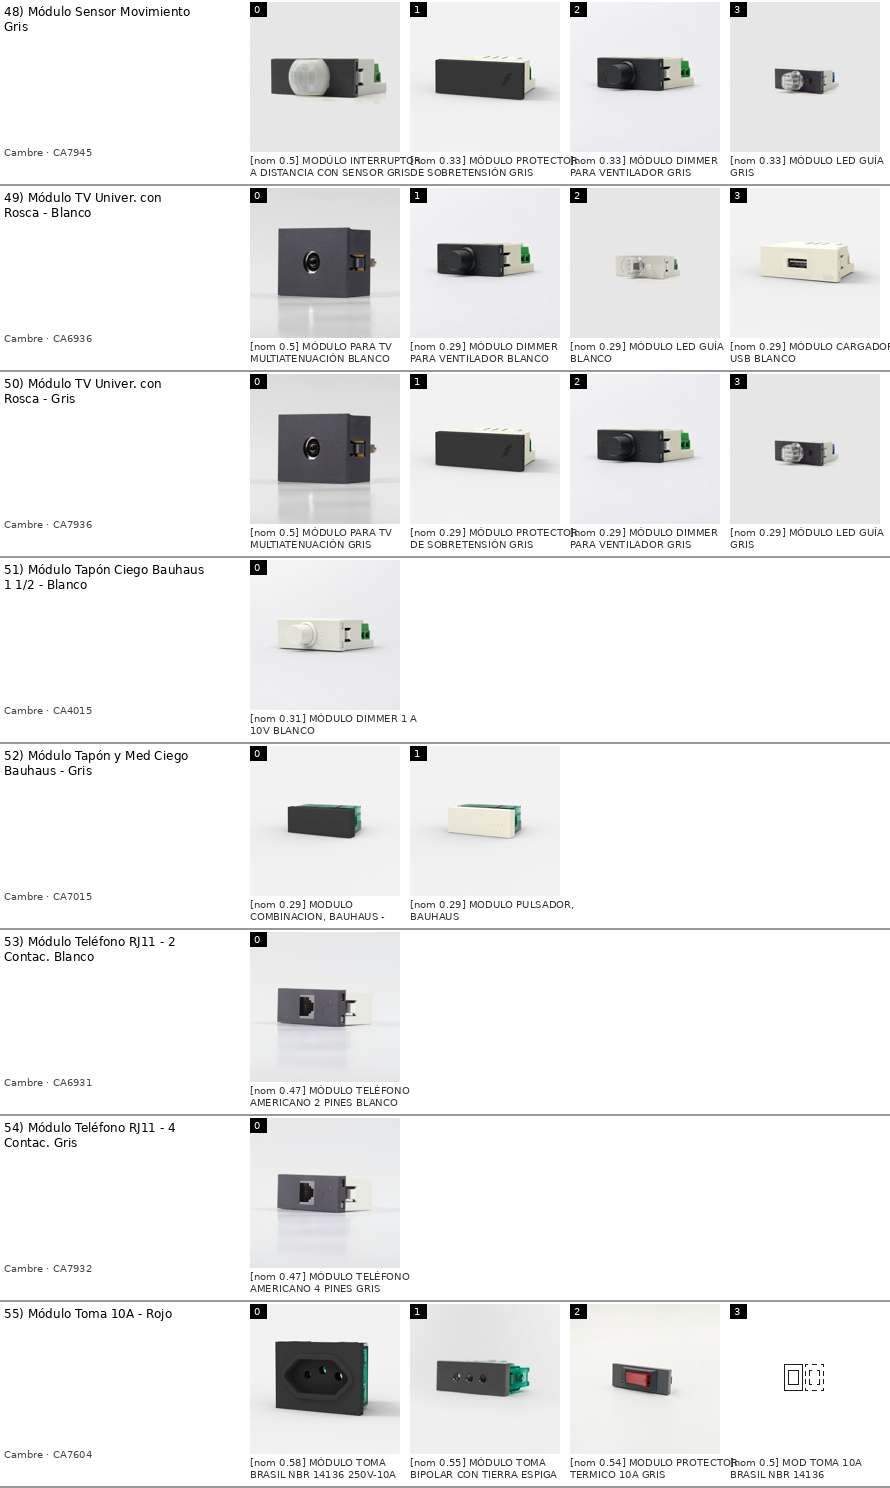 48) Módulo Sensor Movimiento
Gris
Cambre · CA7945
0
[nom 0.5] MODÚLO INTERRUPTOR
A DISTANCIA CON SENSOR GRIS
1
[nom 0.33] MÓDULO PROTECTOR
DE SOBRETENSIÓN GRIS
2
[nom 0.33] MÓDULO DIMMER
PARA VENTILADOR GRIS
3
[nom 0.33] MÓDULO LED GUÍA
GRIS
49) Módulo TV Univer. con
Rosca - Blanco
Cambre · CA6936
0
[nom 0.5] MÓDULO PARA TV
MULTIATENUACIÓN BLANCO
1
[nom 0.29] MÓDULO DIMMER
PARA VENTILADOR BLANCO
2
[nom 0.29] MÓDULO LED GUÍA
BLANCO
3
[nom 0.29] MÓDULO CARGADOR
USB BLANCO
50) Módulo TV Univer. con
Rosca - Gris
Cambre · CA7936
0
[nom 0.5] MÓDULO PARA TV
MULTIATENUACIÓN GRIS
1
[nom 0.29] MÓDULO PROTECTOR
DE SOBRETENSIÓN GRIS
2
[nom 0.29] MÓDULO DIMMER
PARA VENTILADOR GRIS
3
[nom 0.29] MÓDULO LED GUÍA
GRIS
51) Módulo Tapón Ciego Bauhaus
1 1/2 - Blanco
Cambre · CA4015
0
[nom 0.31] MÓDULO DIMMER 1 A
10V BLANCO
52) Módulo Tapón y Med Ciego
Bauhaus - Gris
Cambre · CA7015
0
[nom 0.29] MODULO
COMBINACION, BAUHAUS -
1
[nom 0.29] MODULO PULSADOR,
BAUHAUS
53) Módulo Teléfono RJ11 - 2
Contac. Blanco
Cambre · CA6931
0
[nom 0.47] MÓDULO TELÉFONO
AMERICANO 2 PINES BLANCO
54) Módulo Teléfono RJ11 - 4
Contac. Gris
Cambre · CA7932
0
[nom 0.47] MÓDULO TELÉFONO
AMERICANO 4 PINES GRIS
55) Módulo Toma 10A - Rojo
Cambre · CA7604
0
[nom 0.58] MÓDULO TOMA
BRASIL NBR 14136 250V-10A
1
[nom 0.55] MÓDULO TOMA
BIPOLAR CON TIERRA ESPIGA
2
[nom 0.54] MODULO PROTECTOR
TERMICO 10A GRIS
3
[nom 0.5] MOD TOMA 10A
BRASIL NBR 14136